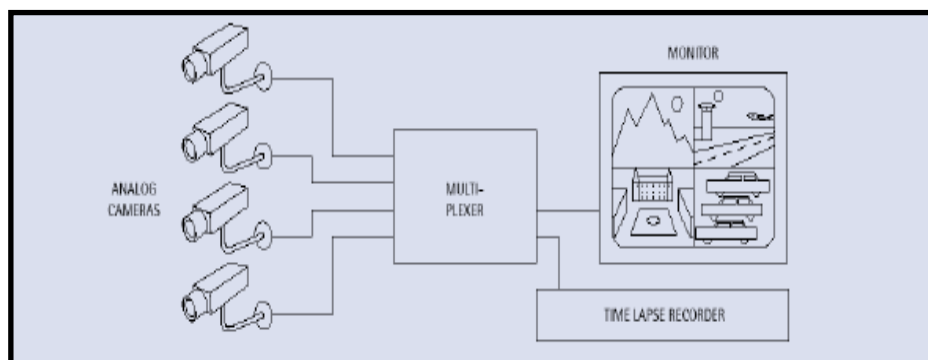 MONITOR
ANALOG
CAMERAS
MULTI-
PLEXER
TIME LAPSE RECORDER